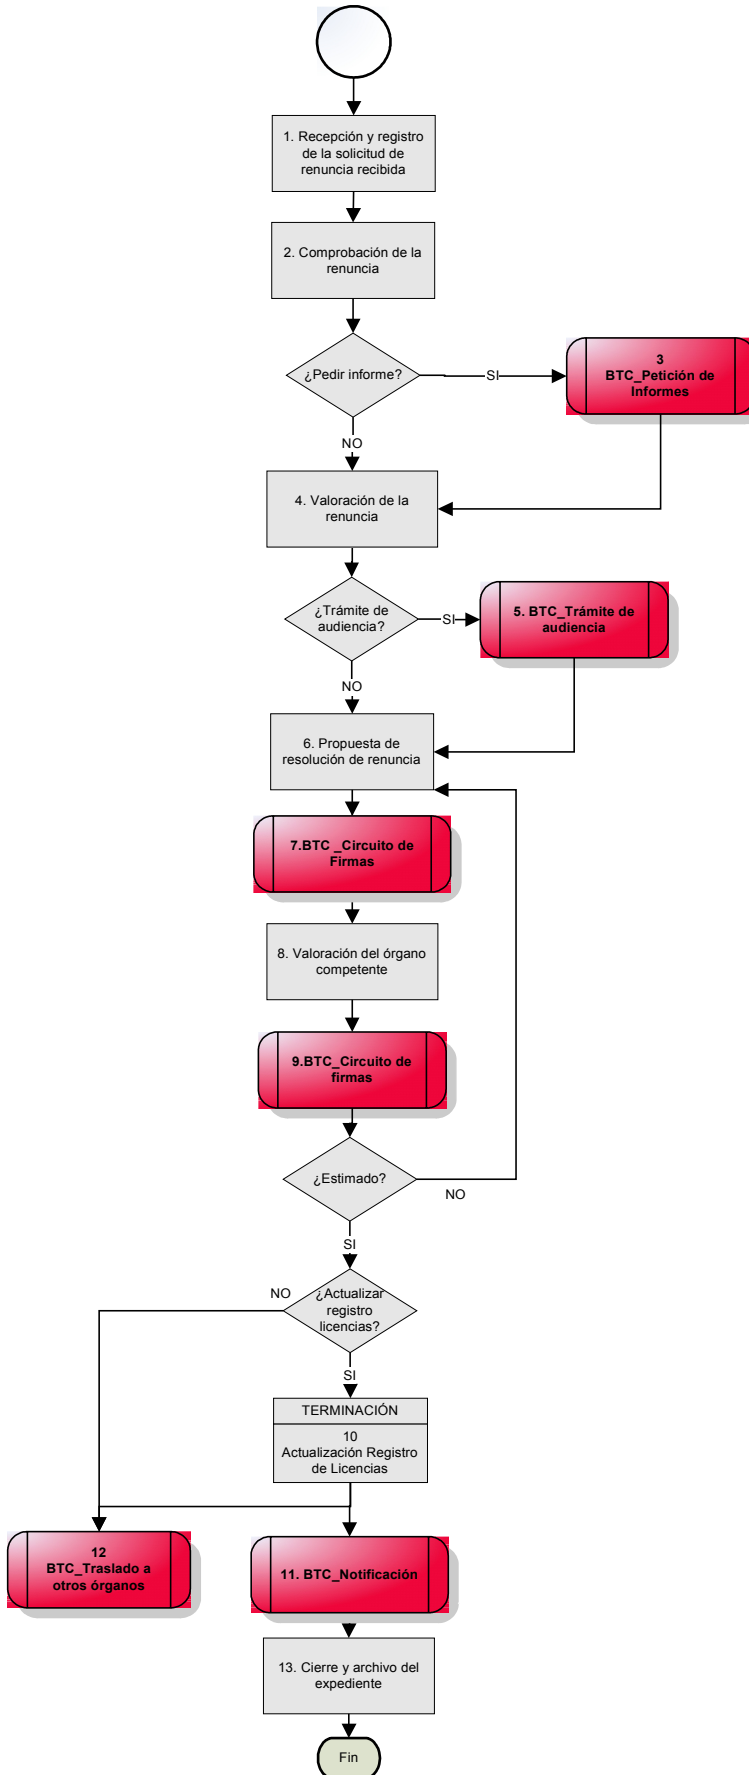 1. Recepción y registro
de la solicitud de
renuncia recibida
2. Comprobación de la
renuncia
¿Pedir informe?
SI
3
BTC_Petición de
Informes
NO
4. Valoración de la
renuncia
¿Trámite de
audiencia?
SI
5. BTC_Trámite de
audiencia
NO
6. Propuesta de
resolución de renuncia
7.BTC _Circuito de
Firmas
8. Valoración del órgano
competente
9.BTC_Circuito de
firmas
¿Estimado?
NO
SI
NO
¿Actualizar
registro
licencias?
SI
TERMINACIÓN
10
Actualización Registro
de Licencias
12
BTC_Traslado a
otros órganos
11. BTC_Notificación
13. Cierre y archivo del
expediente
Fin